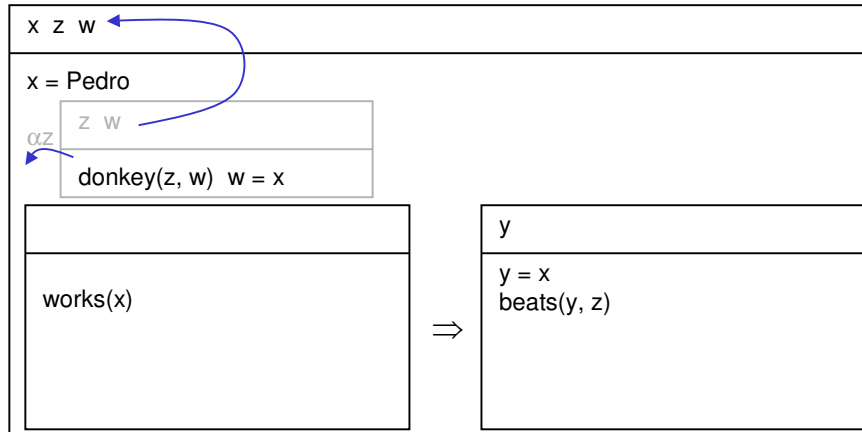 x z w
x = Pedro
αz
z w
donkey(z, w) w = x
works(x)
⇒
y
y = x
beats(y, z)